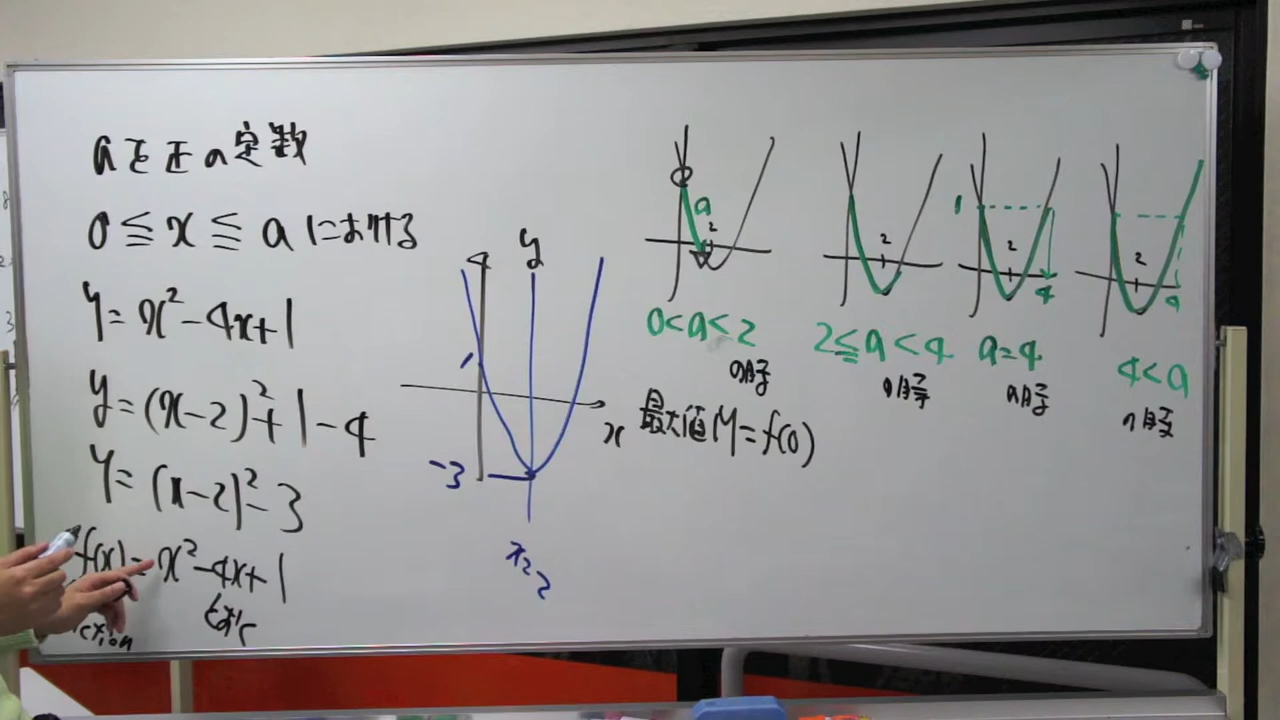 aを正の定数
0≦x≦aにおける
y=x²-4x+1
y=(x-2)²+1-4
y=(x-2)²-3
f(x)=x²-4x+1
とおく
ction
y
1
-3
x
x=2
a
2
0<a<2
の時
最大値M=f(0)
2
2≦a<4
の時
1
2
4
a=4
の時
2
a
4<a
の時